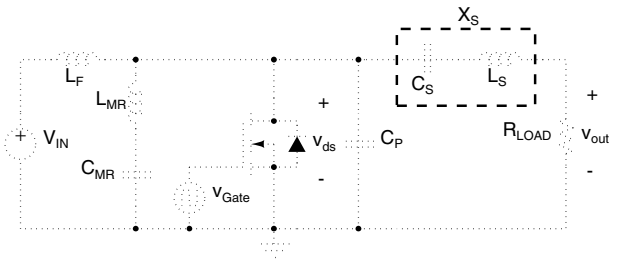 X_S
L_F
C_S
L_S
L_MR
+
+
+
V_IN
R_LOAD
v_out
v_ds
C_P
C_MR
-
-
v_Gate